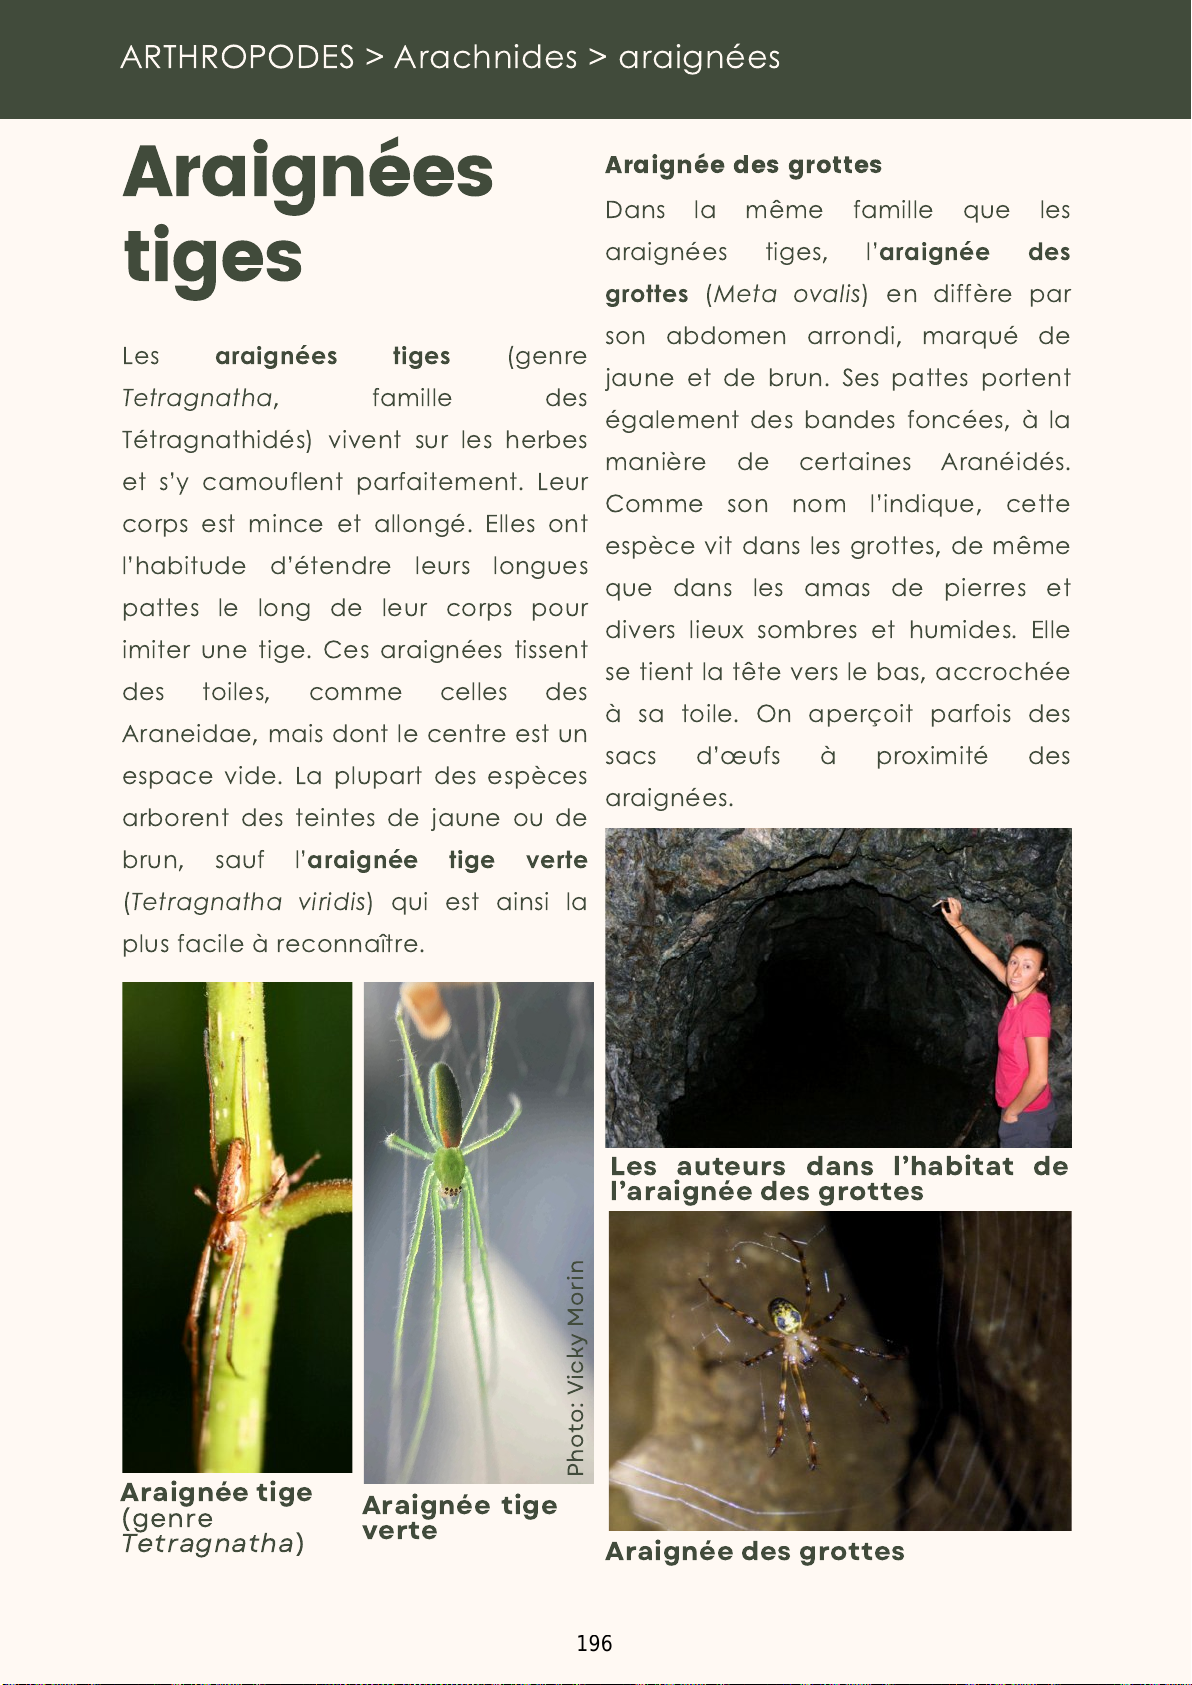 ARTHROPODES > Arachnides > araignées
Araignées
tiges
Les araignées tiges (genre
Tetragnatha, famille des
Tétragnathidés) vivent sur les herbes
et s'y camouflent parfaitement. Leur
corps est mince et allongé. Elles ont
l'habitude d'étendre leurs longues
pattes le long de leur corps pour
imiter une tige. Ces araignées tissent
des toiles, comme celles des
Araneidae, mais dont le centre est un
espace vide. La plupart des espèces
arborent des teintes de jaune ou de
brun, sauf l'araignée tige verte
(Tetragnatha viridis) qui est ainsi la
plus facile à reconnaître.
Araignée tige
(genre
Tetragnatha)
Photo: Vicky Morin
Araignée tige
verte
Araignée des grottes
Dans la même famille que les
araignées tiges, l'araignée des
grottes (Meta ovalis) en diffère par
son abdomen arrondi, marqué de
jaune et de brun. Ses pattes portent
également des bandes foncées, à la
manière de certaines Aranéidés.
Comme son nom l'indique, cette
espèce vit dans les grottes, de même
que dans les amas de pierres et
divers lieux sombres et humides. Elle
se tient la tête vers le bas, accrochée
à sa toile. On aperçoit parfois des
sacs d'œufs à proximité des
araignées.
Les auteurs dans l'habitat de
l'araignée des grottes
Araignée des grottes
196